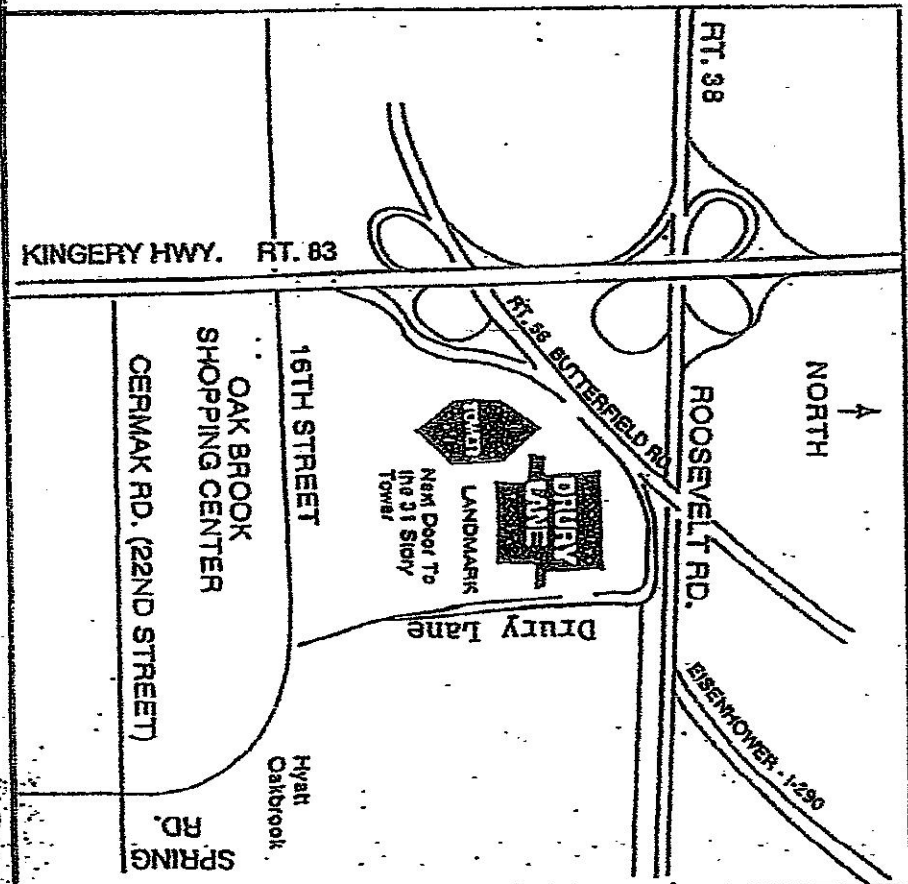 NORTH
RT. 38
ROOSEVELT RD.
EISENHOWER - I-290
RT. 56 BUTTERFIELD RD.
KINGERY HWY. RT. 83
DRURY
LANE
TOWER
LANDMARK
Next Door To
the 31 Story
Tower
Drury Lane
16TH STREET
OAK BROOK
SHOPPING CENTER
CERMAK RD. (22ND STREET)
Hyatt
Oakbrook
SPRING
RD.